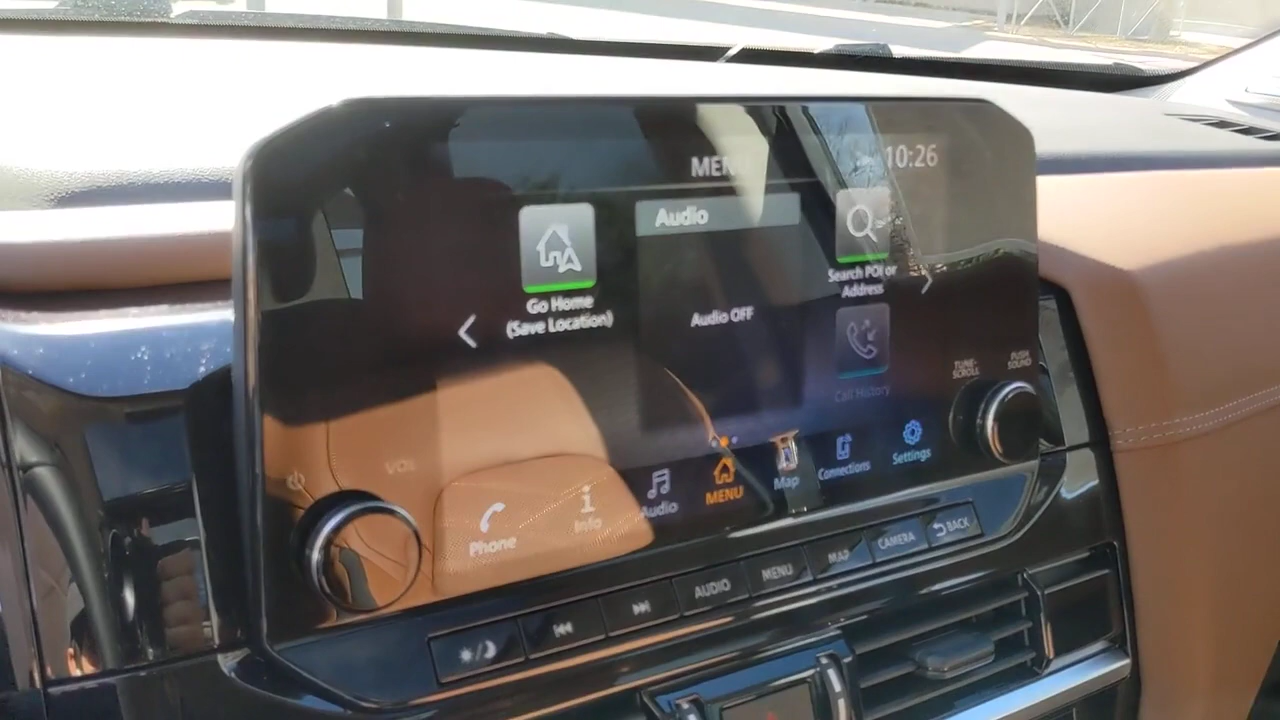 MENU
10:26
Audio
Go Home
(Save Location)
Audio OFF
Search POI or
Address
Call History
TUNE-
SCROLL
PUSH
SOUND
VOL
Phone
Info
Audio
MENU
Map
Connections
Settings
AUDIO
MENU
MAP
CAMERA
BACK